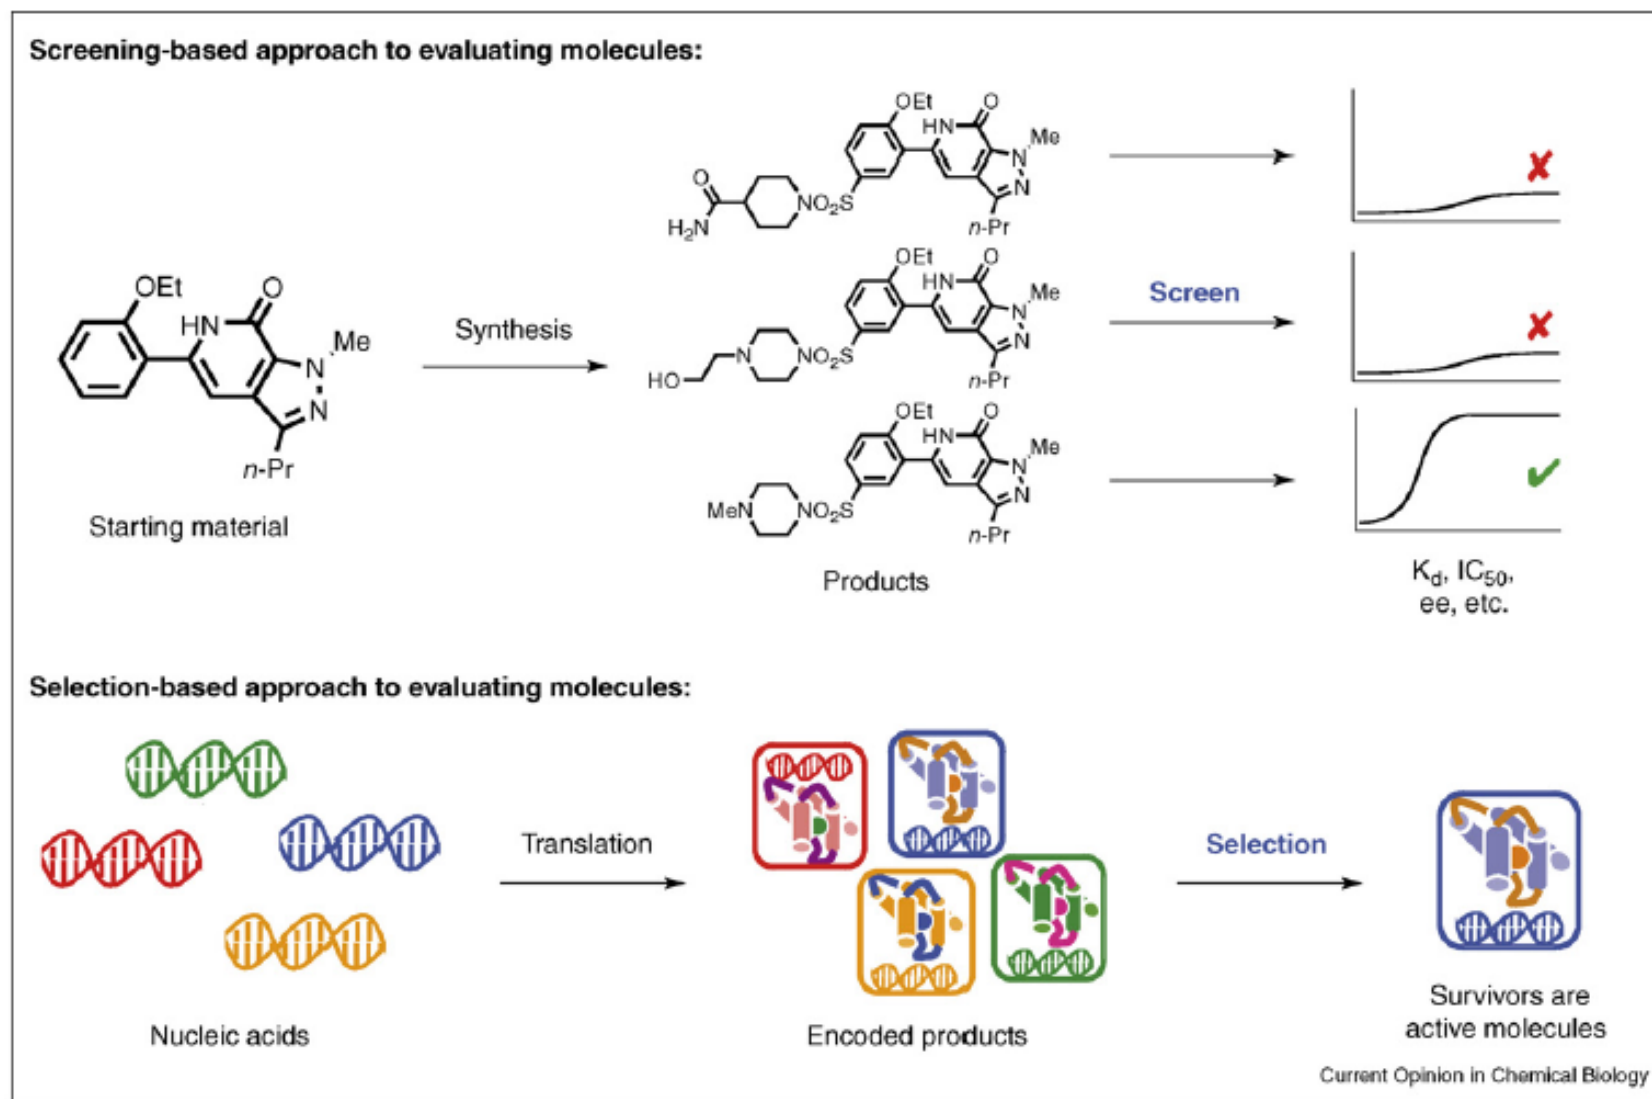 Screening-based approach to evaluating molecules:
OEt
O
HN
Me
N
N
n-Pr
O
H2N
NO2S
OEt
O
HN
Me
N
N
n-Pr
N
NO2S
HO
OEt
O
HN
Me
N
N
n-Pr
MeN
NO2S
OEt
O
HN
Me
N
N
n-Pr
Starting material
Synthesis
Products
Screen
✘
✘
✔
Kd, IC50,
ee, etc.
Selection-based approach to evaluating molecules:
Translation
Selection
Nucleic acids
Encoded products
Survivors are
active molecules
Current Opinion in Chemical Biology